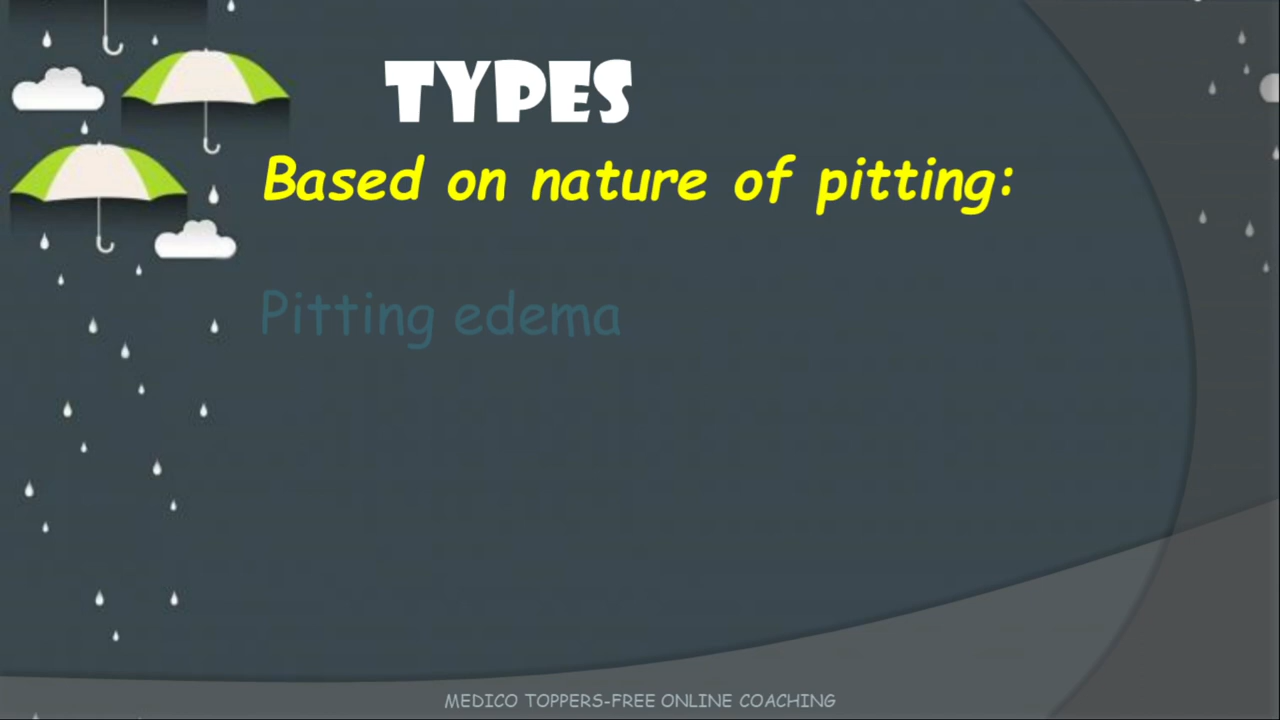 TYPES
Based on nature of pitting:
Pitting edema
MEDICO TOPPERS-FREE ONLINE COACHING